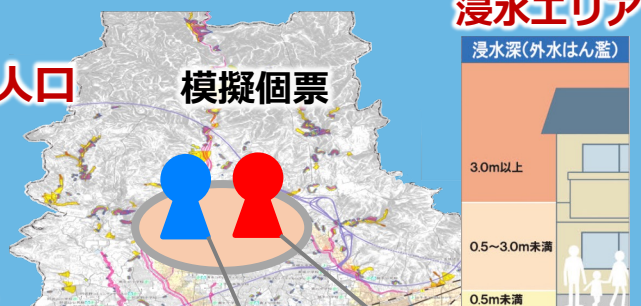 浸水エリア
人口
模擬個票
浸水深(外水はん濫)
3.0m以上
0.5～3.0m未満
0.5m未満